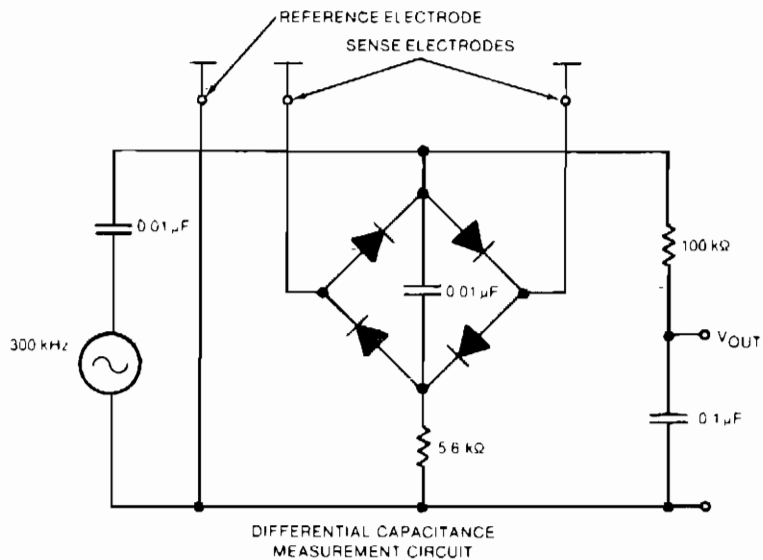 REFERENCE ELECTRODE
SENSE ELECTRODES
0.01 µF
100 kΩ
0.01 µF
300 kHz
VOUT
0.1 µF
5.6 kΩ
DIFFERENTIAL CAPACITANCE
MEASUREMENT CIRCUIT